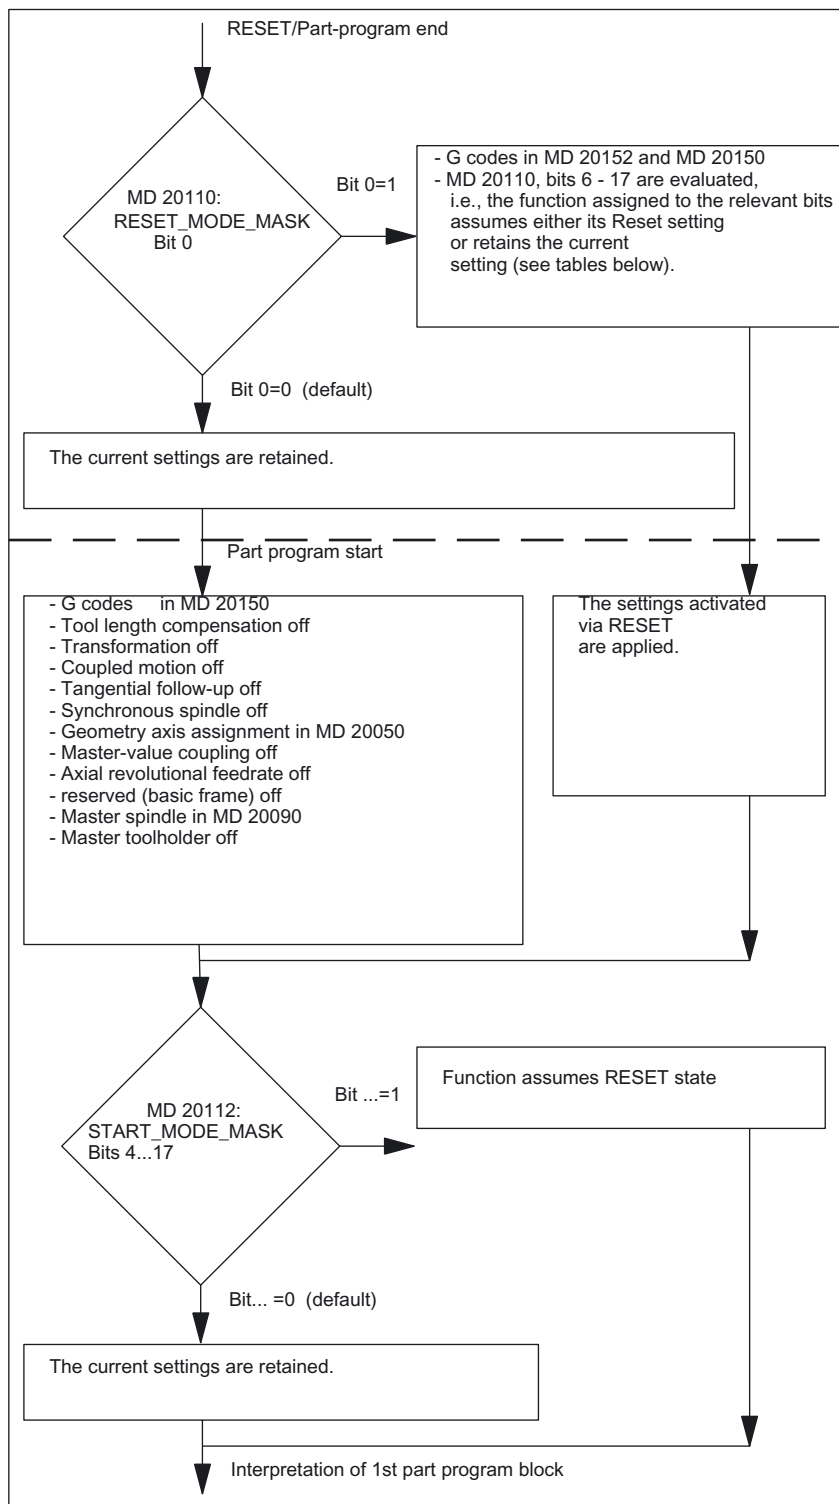 RESET/Part-program end
MD 20110:
RESET_MODE_MASK
Bit 0
Bit 0=1
- G codes in MD 20152 and MD 20150
- MD 20110, bits 6 - 17 are evaluated,
i.e., the function assigned to the relevant bits
assumes either its Reset setting
or retains the current
setting (see tables below).
Bit 0=0 (default)
The current settings are retained.
Part program start
- G codes in MD 20150
- Tool length compensation off
- Transformation off
- Coupled motion off
- Tangential follow-up off
- Synchronous spindle off
- Geometry axis assignment in MD 20050
- Master-value coupling off
- Axial revolutional feedrate off
- reserved (basic frame) off
- Master spindle in MD 20090
- Master toolholder off
The settings activated
via RESET
are applied.
MD 20112:
START_MODE_MASK
Bits 4...17
Bit ...=1
Function assumes RESET state
Bit... =0 (default)
The current settings are retained.
Interpretation of 1st part program block